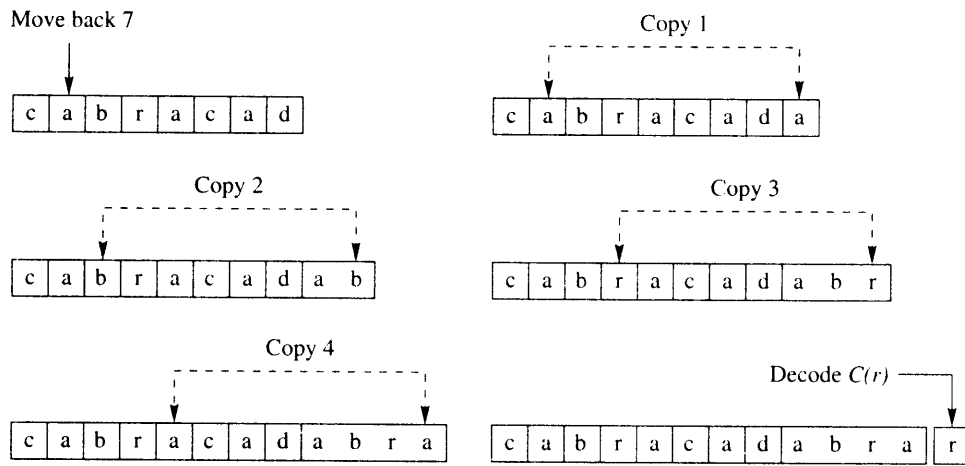 Move back 7
c a b r a c a d
Copy 1
c a b r a c a d a
Copy 2
c a b r a c a d a b
Copy 3
c a b r a c a d a b r
Copy 4
c a b r a c a d a b r a
Decode C(r)
c a b r a c a d a b r a r